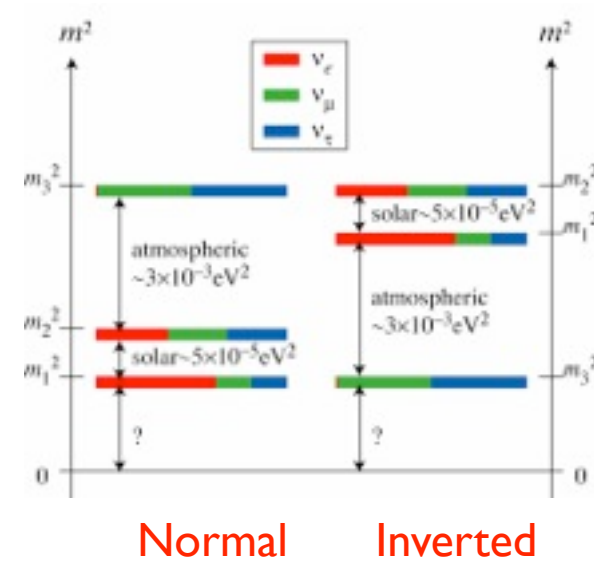 m²
m²
νe
νμ
ντ
m₃²
m₂²
solar~5×10⁻⁵eV²
m₁²
atmospheric
~3×10⁻³eV²
atmospheric
~3×10⁻³eV²
m₂²
solar~5×10⁻⁵eV²
m₁²
m₃²
?
?
0
0
Normal Inverted